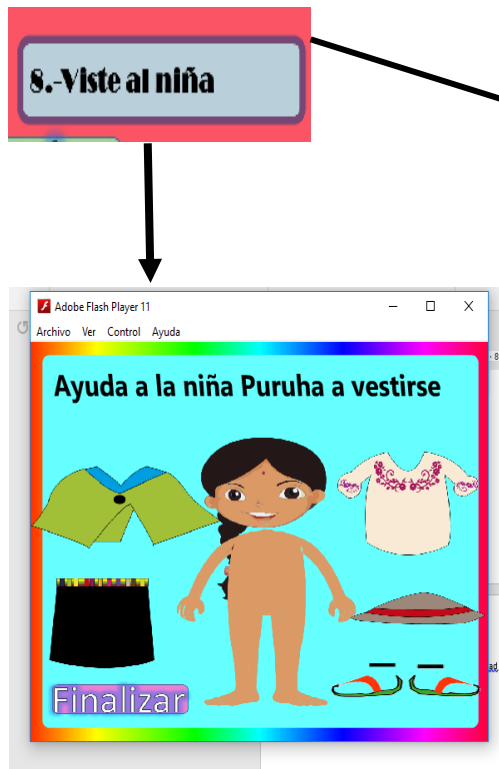 8.-Viste al niña
Adobe Flash Player 11
Archivo Ver Control Ayuda
Ayuda a la niña Puruha a vestirse
Finalizar